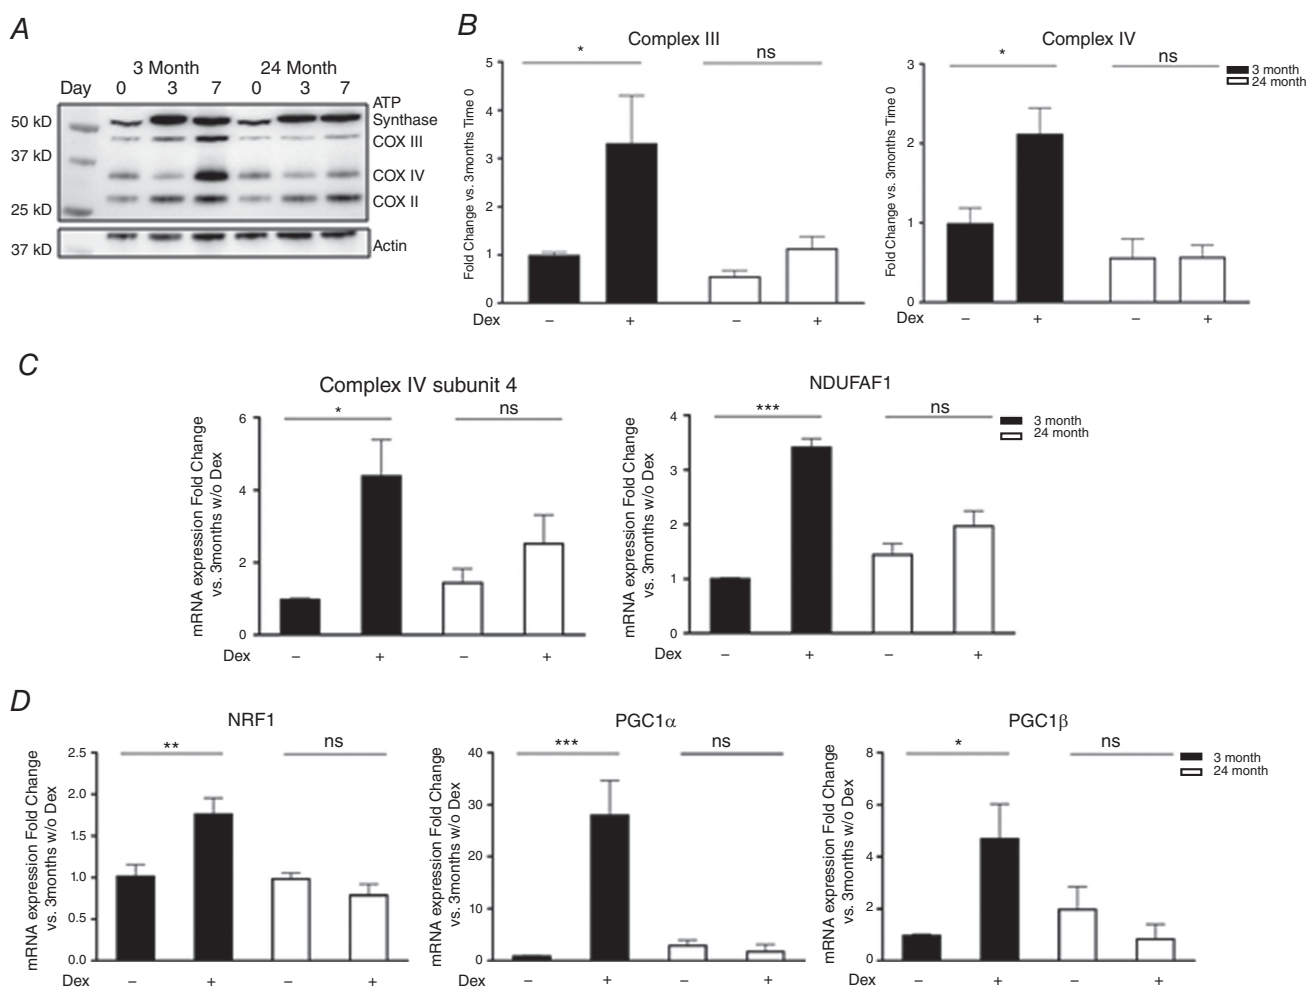 A
3 Month 24 Month
Day 0 3 7 0 3 7
50 kD
37 kD
25 kD
37 kD
ATP
Synthase
COX III
COX IV
COX II
Actin
B
Complex III
* ns
Fold Change vs. 3months Time 0
5
4
3
2
1
0
Dex – + – +
Complex IV
* ns
3 month
24 month
Fold Change vs. 3months Time 0
3
2
1
0
Dex – + – +
C
Complex IV subunit 4
* ns
mRNA expression Fold Change
vs. 3months w/o Dex
6
4
2
0
Dex – + – +
NDUFAF1
*** ns
3 month
24 month
mRNA expression Fold Change
vs. 3months w/o Dex
4
3
2
1
0
Dex – + – +
D
NRF1
** ns
mRNA expression Fold Change
vs. 3months w/o Dex
2.5
2.0
1.5
1.0
0.5
0.0
Dex – + – +
PGC1α
*** ns
mRNA expression Fold Change
vs. 3months w/o Dex
40
30
20
10
0
Dex – + – +
PGC1β
* ns
3 month
24 month
mRNA expression Fold Change
vs. 3months w/o Dex
8
6
4
2
0
Dex – + – +